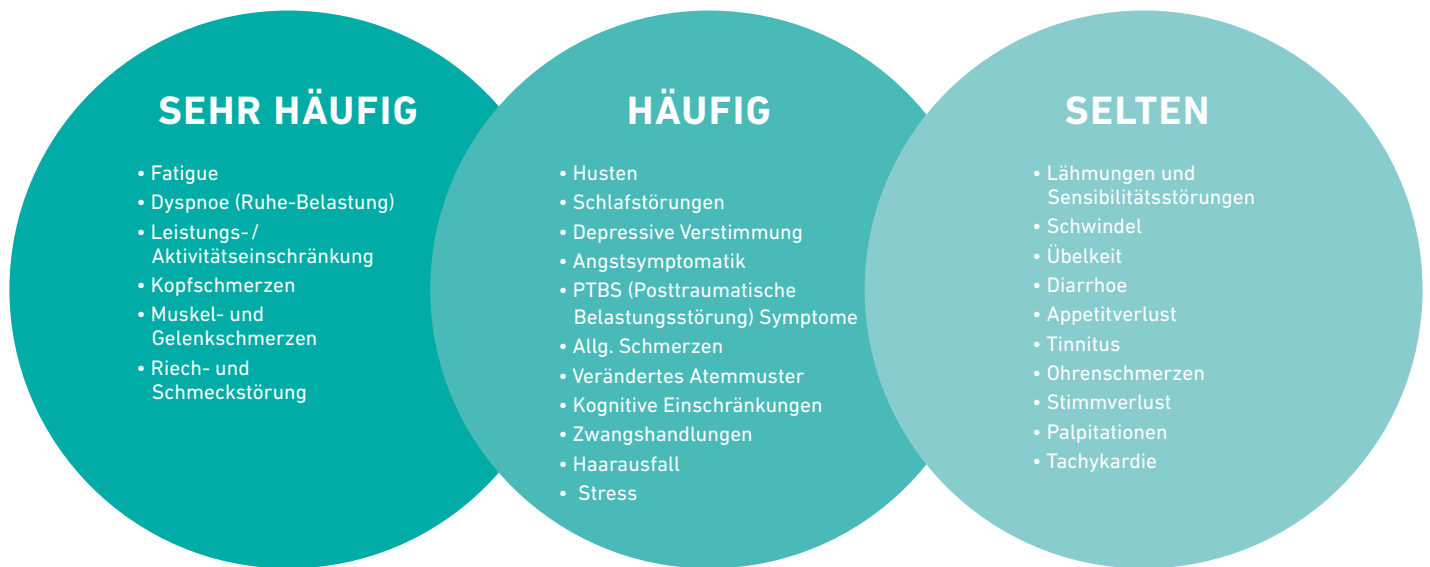 SEHR HÄUFIG
• Fatigue
• Dyspnoe (Ruhe-Belastung)
• Leistungs- /
Aktivitätseinschränkung
• Kopfschmerzen
• Muskel- und
Gelenkschmerzen
• Riech- und
Schmeckstörung
HÄUFIG
• Husten
• Schlafstörungen
• Depressive Verstimmung
• Angstsymptomatik
• PTBS (Posttraumatische
Belastungsstörung) Symptome
• Allg. Schmerzen
• Verändertes Atemmuster
• Kognitive Einschränkungen
• Zwangshandlungen
• Haarausfall
• Stress
SELTEN
• Lähmungen und
Sensibilitätsstörungen
• Schwindel
• Übelkeit
• Diarrhoe
• Appetitverlust
• Tinnitus
• Ohrenschmerzen
• Stimmverlust
• Palpitationen
• Tachykardie